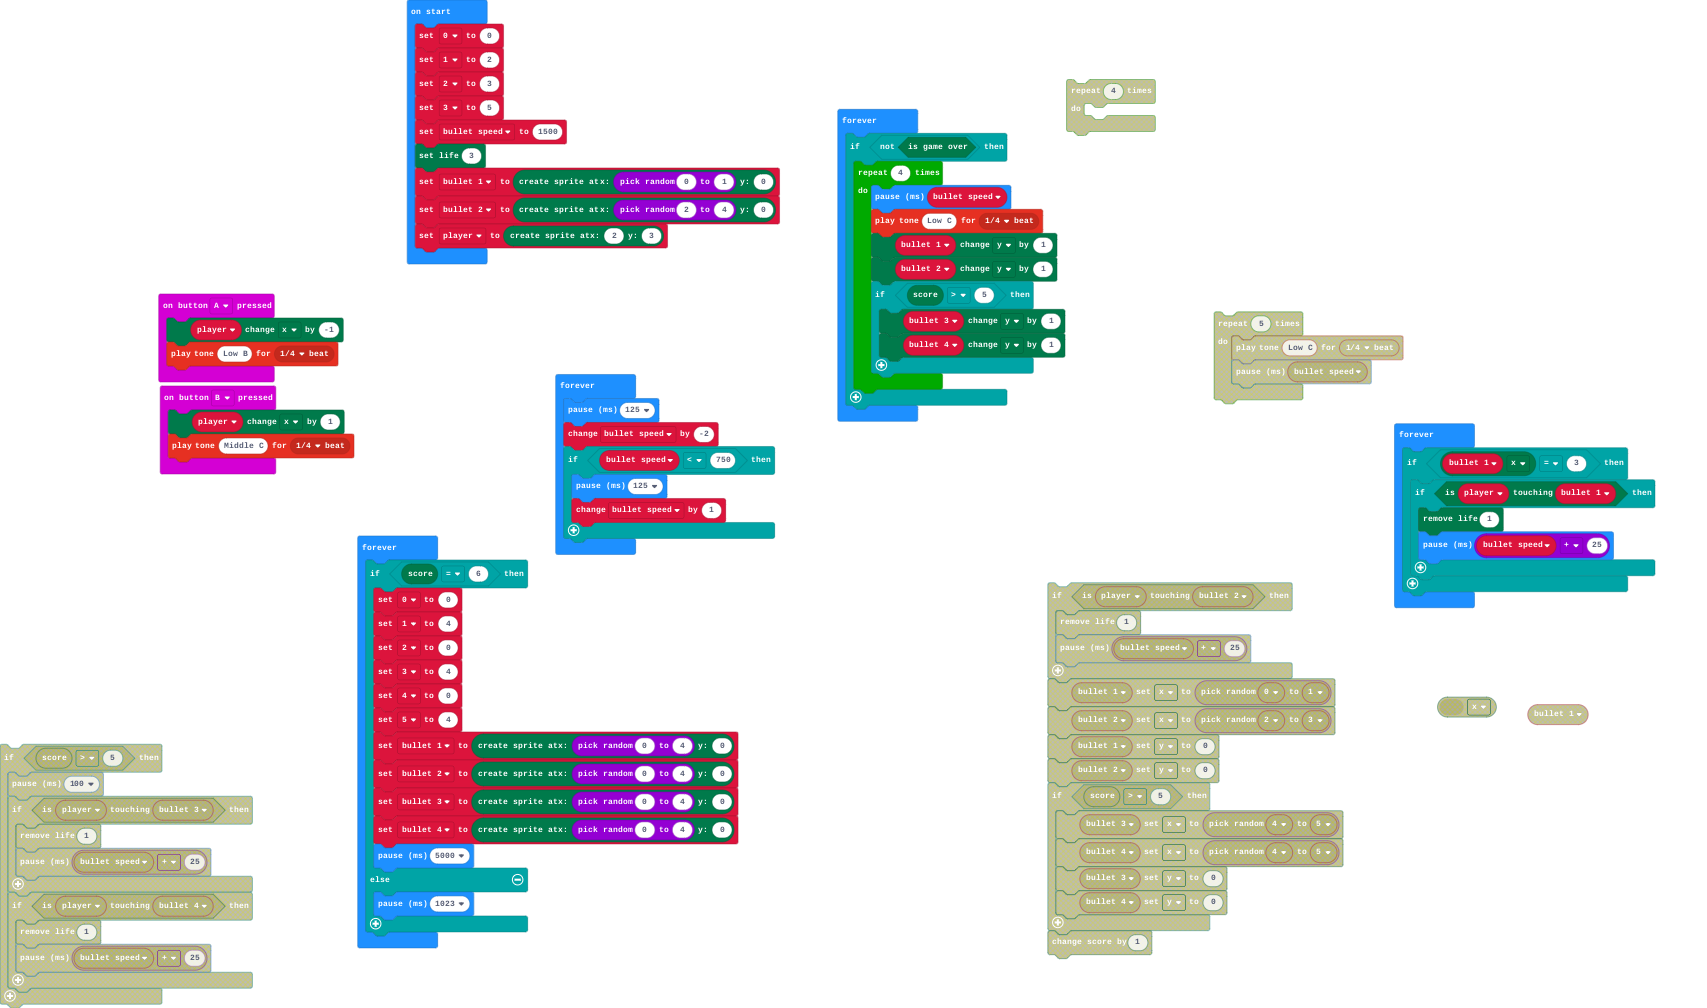 on start
set 0 to 0
set 1 to 2
set 2 to 3
set 3 to 5
set bullet speed to 1500
set life 3
set bullet 1 to create sprite atx: pick random 0 to 1 y: 0
set bullet 2 to create sprite atx: pick random 2 to 4 y: 0
set player to create sprite atx: 2 y: 3
on button A pressed
player change x by -1
play tone Low B for 1/4 beat
on button B pressed
player change x by 1
play tone Middle C for 1/4 beat
forever
pause (ms) 125
change bullet speed by -2
if bullet speed < 750 then
pause (ms) 125
change bullet speed by 1
forever
if not is game over then
repeat 4 times
do pause (ms) bullet speed
play tone Low C for 1/4 beat
bullet 1 change y by 1
bullet 2 change y by 1
if score > 5 then
bullet 3 change y by 1
bullet 4 change y by 1
repeat 4 times
do
repeat 5 times
do play tone Low C for 1/4 beat
pause (ms) bullet speed
forever
if bullet 1 x = 3 then
if is player touching bullet 1 then
remove life 1
pause (ms) bullet speed + 25
forever
if score = 6 then
set 0 to 0
set 1 to 4
set 2 to 0
set 3 to 4
set 4 to 0
set 5 to 4
set bullet 1 to create sprite atx: pick random 0 to 4 y: 0
set bullet 2 to create sprite atx: pick random 0 to 4 y: 0
set bullet 3 to create sprite atx: pick random 0 to 4 y: 0
set bullet 4 to create sprite atx: pick random 0 to 4 y: 0
pause (ms) 5000
else
pause (ms) 1023
if score > 5 then
pause (ms) 100
if is player touching bullet 3 then
remove life 1
pause (ms) bullet speed + 25
if is player touching bullet 4 then
remove life 1
pause (ms) bullet speed + 25
if is player touching bullet 2 then
remove life 1
pause (ms) bullet speed + 25
bullet 1 set x to pick random 0 to 1
bullet 2 set x to pick random 2 to 3
bullet 1 set y to 0
bullet 2 set y to 0
if score > 5 then
bullet 3 set x to pick random 4 to 5
bullet 4 set x to pick random 4 to 5
bullet 3 set y to 0
bullet 4 set y to 0
change score by 1
x
bullet 1